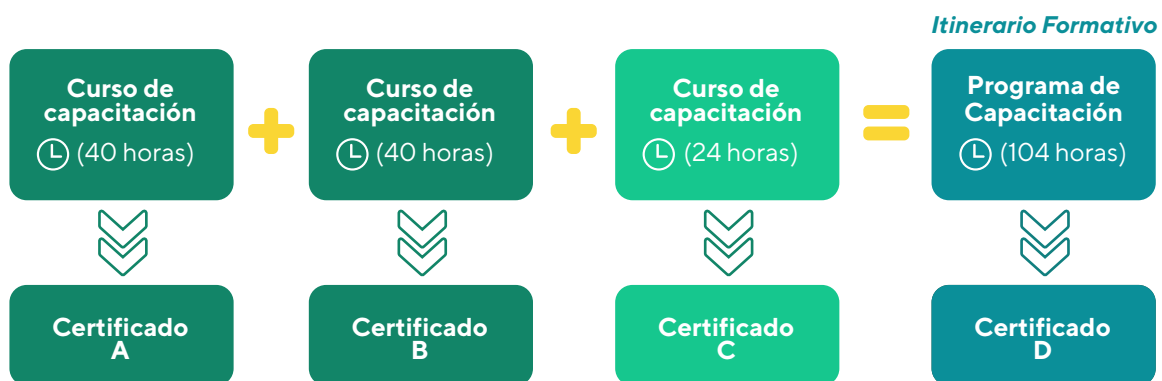 Itinerario Formativo
Curso de
capacitación
(40 horas)
Curso de
capacitación
(40 horas)
Curso de
capacitación
(24 horas)
Programa de
Capacitación
(104 horas)
Certificado
A
Certificado
B
Certificado
C
Certificado
D